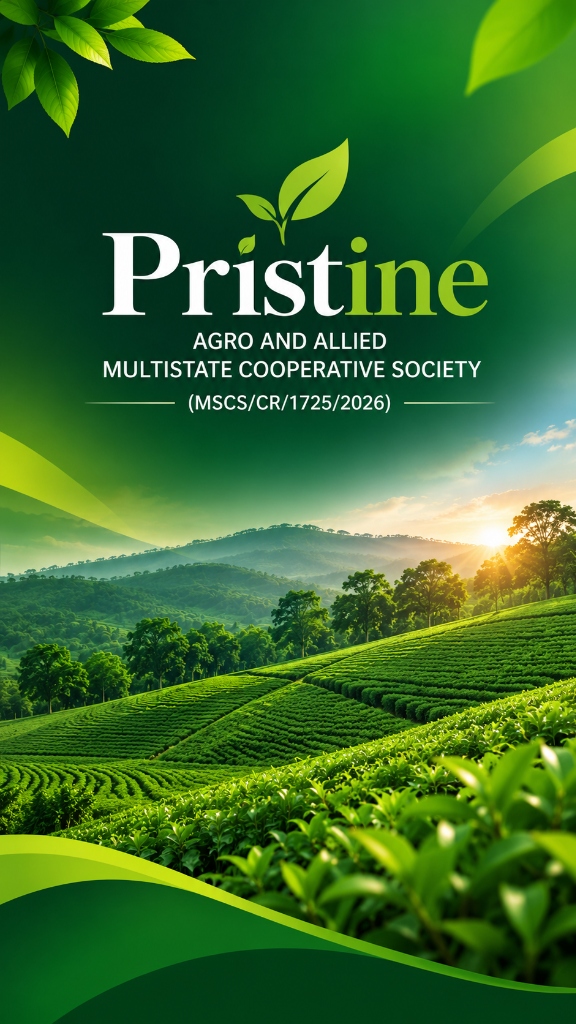 Pristine
AGRO AND ALLIED
MULTISTATE COOPERATIVE SOCIETY
(MSCS/CR/1725/2026)